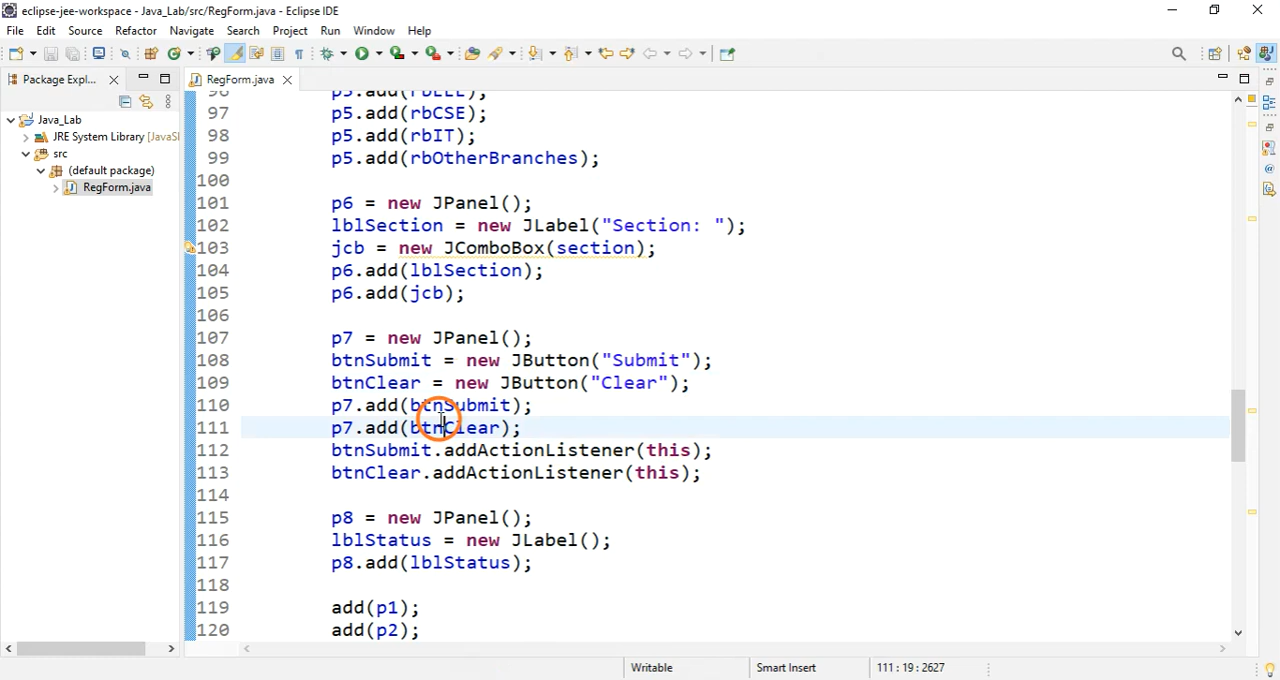 eclipse-jee-workspace - Java_Lab/src/RegForm.java - Eclipse IDE
File Edit Source Refactor Navigate Search Project Run Window Help
Package Expl... RegForm.java
Java_Lab
JRE System Library [JavaS
src
(default package)
RegForm.java
96 p5.add(rbEEE);
97 p5.add(rbCSE);
98 p5.add(rbIT);
99 p5.add(rbOtherBranches);
100
101 p6 = new JPanel();
102 lblSection = new JLabel("Section: ");
103 jcb = new JComboBox(section);
104 p6.add(lblSection);
105 p6.add(jcb);
106
107 p7 = new JPanel();
108 btnSubmit = new JButton("Submit");
109 btnClear = new JButton("Clear");
110 p7.add(btnSubmit);
111 p7.add(btnClear);
112 btnSubmit.addActionListener(this);
113 btnClear.addActionListener(this);
114
115 p8 = new JPanel();
116 lblStatus = new JLabel();
117 p8.add(lblStatus);
118
119 add(p1);
120 add(p2);
Writable Smart Insert 111 : 19 : 2627